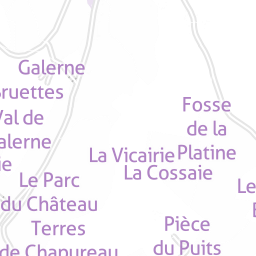 Galerne
Val de
Fosse
de la
Platine
La Vicairie
La Cossaie
Le Parc
du Château
Terres
de Chapureau
Pièce
du Puits